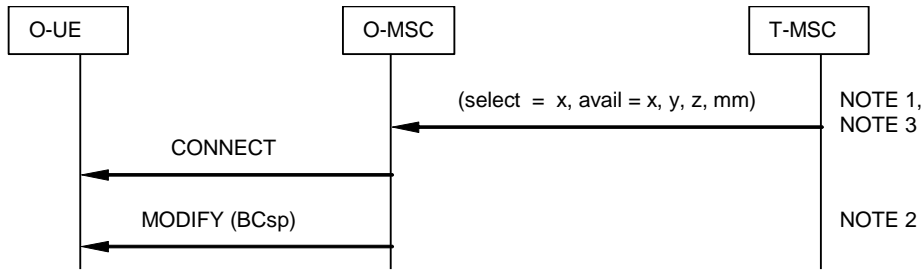 O-UE
O-MSC
T-MSC
(select = x, avail = x, y, z, mm)
NOTE 1,
NOTE 3
CONNECT
MODIFY (BCsp)
NOTE 2